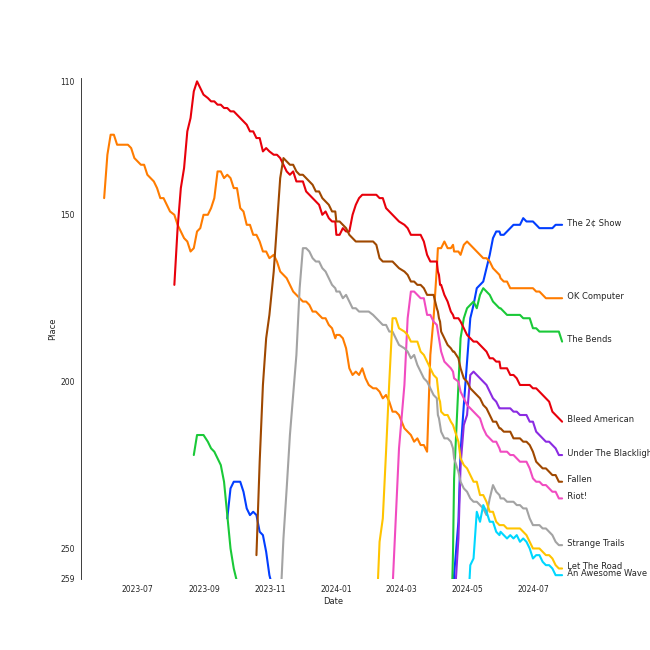 110
150
200
250
259
Place
2023-07
2023-09
2023-11
2024-01
2024-03
2024-05
2024-07
Date
The 2¢ Show
OK Computer
The Bends
Bleed American
Under The Blackligh
Fallen
Riot!
Strange Trails
Let The Road
An Awesome Wave